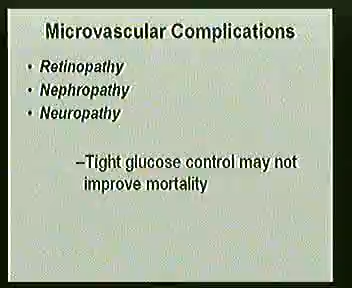 Microvascular Complications
• Retinopathy
• Nephropathy
• Neuropathy
–Tight glucose control may not
improve mortality